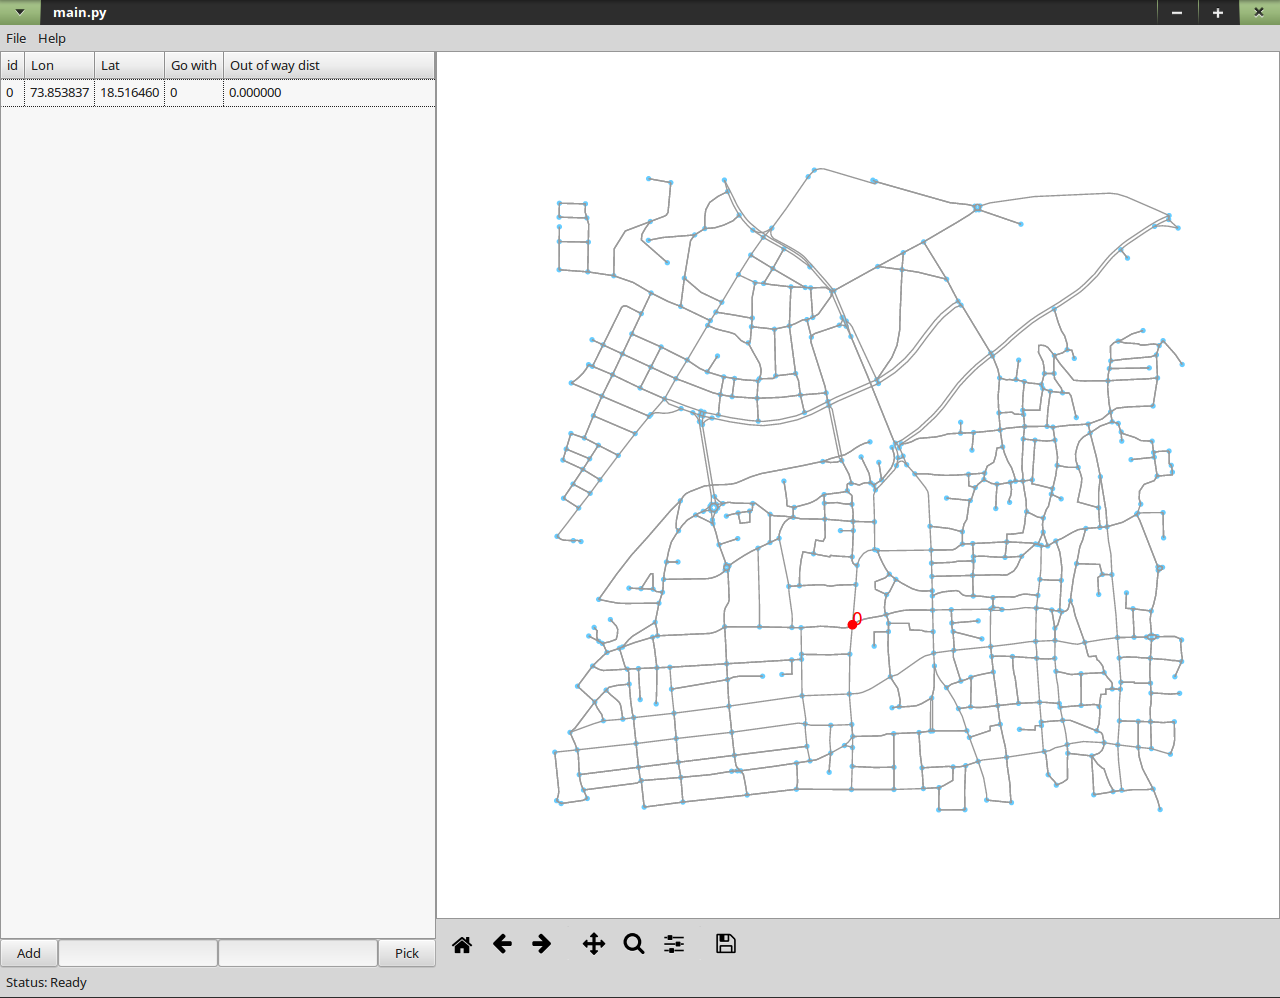 main.py
File Help
id Lon Lat Go with Out of way dist
0 73.853837 18.516460 0 0.000000
0
Add Pick
Status: Ready